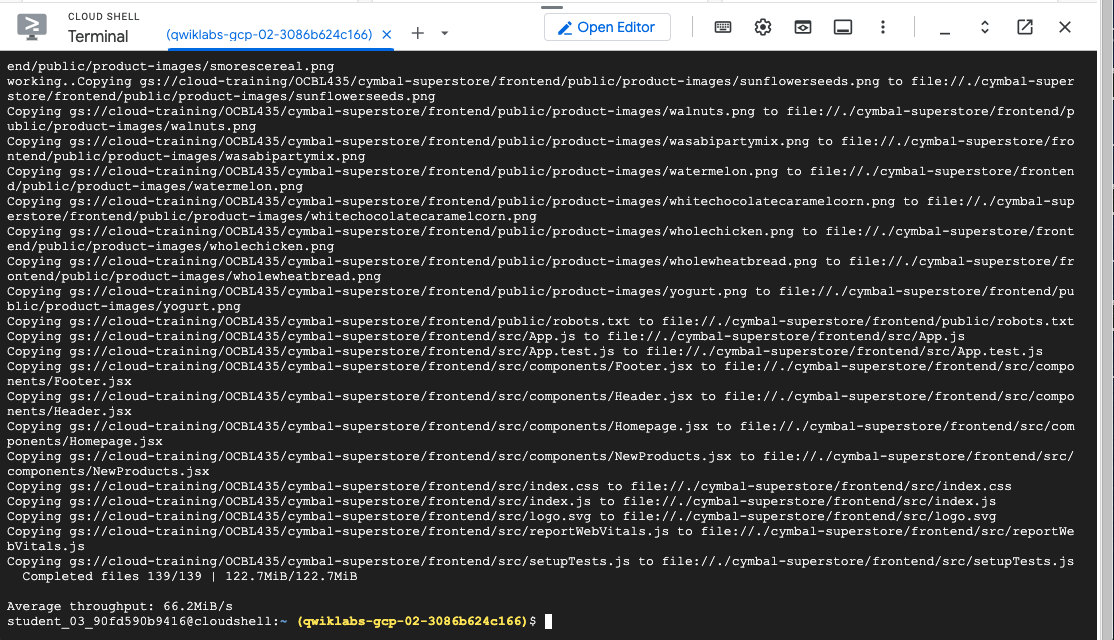 CLOUD SHELL
Terminal
(qwiklabs-gcp-02-3086b624c166)
Open Editor
end/public/product-images/smorescereal.png
working..Copying gs://cloud-training/OCBL435/cymbal-superstore/frontend/public/product-images/sunflowerseeds.png to file://./cymbal-super
store/frontend/public/product-images/sunflowerseeds.png
Copying gs://cloud-training/OCBL435/cymbal-superstore/frontend/public/product-images/walnuts.png to file://./cymbal-superstore/frontend/p
ublic/product-images/walnuts.png
Copying gs://cloud-training/OCBL435/cymbal-superstore/frontend/public/product-images/wasabipartymix.png to file://./cymbal-superstore/fro
ntend/public/product-images/wasabipartymix.png
Copying gs://cloud-training/OCBL435/cymbal-superstore/frontend/public/product-images/watermelon.png to file://./cymbal-superstore/fronten
d/public/product-images/watermelon.png
Copying gs://cloud-training/OCBL435/cymbal-superstore/frontend/public/product-images/whitechocolatecaramelcorn.png to file://./cymbal-sup
erstore/frontend/public/product-images/whitechocolatecaramelcorn.png
Copying gs://cloud-training/OCBL435/cymbal-superstore/frontend/public/product-images/wholechicken.png to file://./cymbal-superstore/front
end/public/product-images/wholechicken.png
Copying gs://cloud-training/OCBL435/cymbal-superstore/frontend/public/product-images/wholewheatbread.png to file://./cymbal-superstore/fr
ontend/public/product-images/wholewheatbread.png
Copying gs://cloud-training/OCBL435/cymbal-superstore/frontend/public/product-images/yogurt.png to file://./cymbal-superstore/frontend/pu
blic/product-images/yogurt.png
Copying gs://cloud-training/OCBL435/cymbal-superstore/frontend/public/robots.txt to file://./cymbal-superstore/frontend/public/robots.txt
Copying gs://cloud-training/OCBL435/cymbal-superstore/frontend/src/App.js to file://./cymbal-superstore/frontend/src/App.js
Copying gs://cloud-training/OCBL435/cymbal-superstore/frontend/src/App.test.js to file://./cymbal-superstore/frontend/src/App.test.js
Copying gs://cloud-training/OCBL435/cymbal-superstore/frontend/src/components/Footer.jsx to file://./cymbal-superstore/frontend/src/compo
nents/Footer.jsx
Copying gs://cloud-training/OCBL435/cymbal-superstore/frontend/src/components/Header.jsx to file://./cymbal-superstore/frontend/src/compo
nents/Header.jsx
Copying gs://cloud-training/OCBL435/cymbal-superstore/frontend/src/components/Homepage.jsx to file://./cymbal-superstore/frontend/src/com
ponents/Homepage.jsx
Copying gs://cloud-training/OCBL435/cymbal-superstore/frontend/src/components/NewProducts.jsx to file://./cymbal-superstore/frontend/src/
components/NewProducts.jsx
Copying gs://cloud-training/OCBL435/cymbal-superstore/frontend/src/index.css to file://./cymbal-superstore/frontend/src/index.css
Copying gs://cloud-training/OCBL435/cymbal-superstore/frontend/src/index.js to file://./cymbal-superstore/frontend/src/index.js
Copying gs://cloud-training/OCBL435/cymbal-superstore/frontend/src/logo.svg to file://./cymbal-superstore/frontend/src/logo.svg
Copying gs://cloud-training/OCBL435/cymbal-superstore/frontend/src/reportWebVitals.js to file://./cymbal-superstore/frontend/src/reportWe
bVitals.js
Copying gs://cloud-training/OCBL435/cymbal-superstore/frontend/src/setupTests.js to file://./cymbal-superstore/frontend/src/setupTests.js
  Completed files 139/139 | 122.7MiB/122.7MiB
Average throughput: 66.2MiB/s
student_03_90fd590b9416@cloudshell:~ (qwiklabs-gcp-02-3086b624c166)$